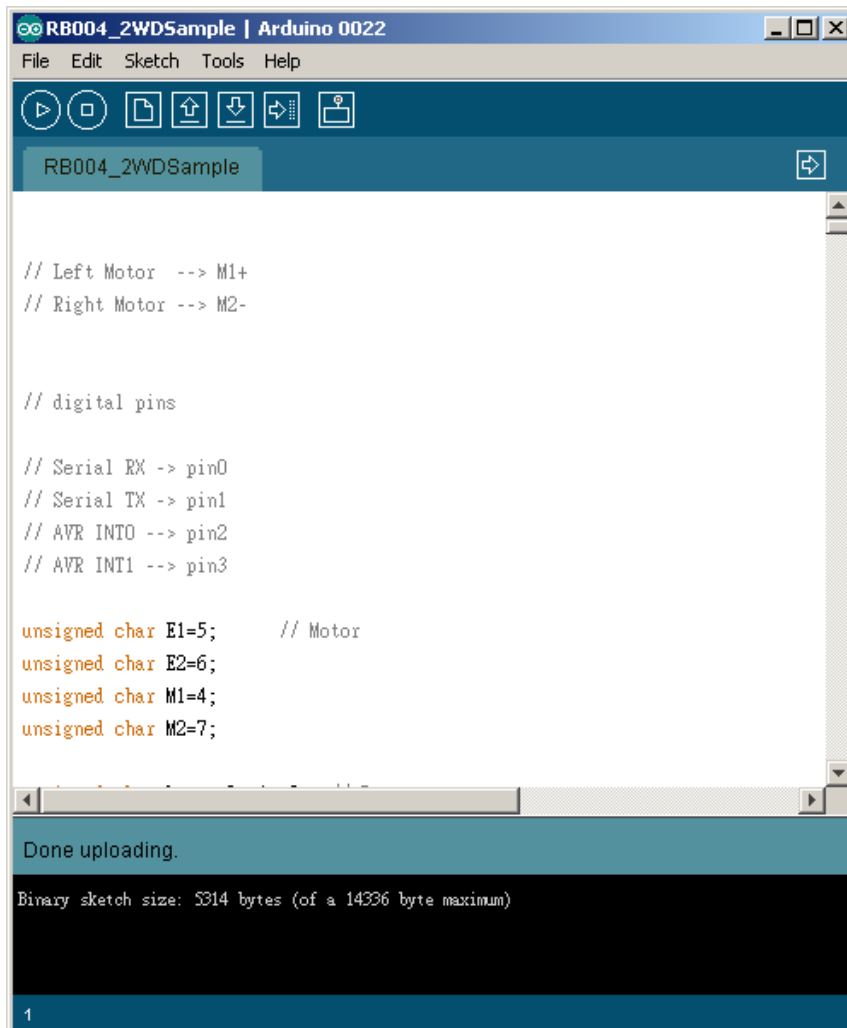 RB004_2WDSample | Arduino 0022
File Edit Sketch Tools Help
RB004_2WDSample
// Left Motor --> M1+
// Right Motor --> M2-
// digital pins
// Serial RX -> pin0
// Serial TX -> pin1
// AVR INT0 --> pin2
// AVR INT1 --> pin3
unsigned char E1=5; // Motor
unsigned char E2=6;
unsigned char M1=4;
unsigned char M2=7;
Done uploading.
Binary sketch size: 5314 bytes (of a 14336 byte maximum)
1